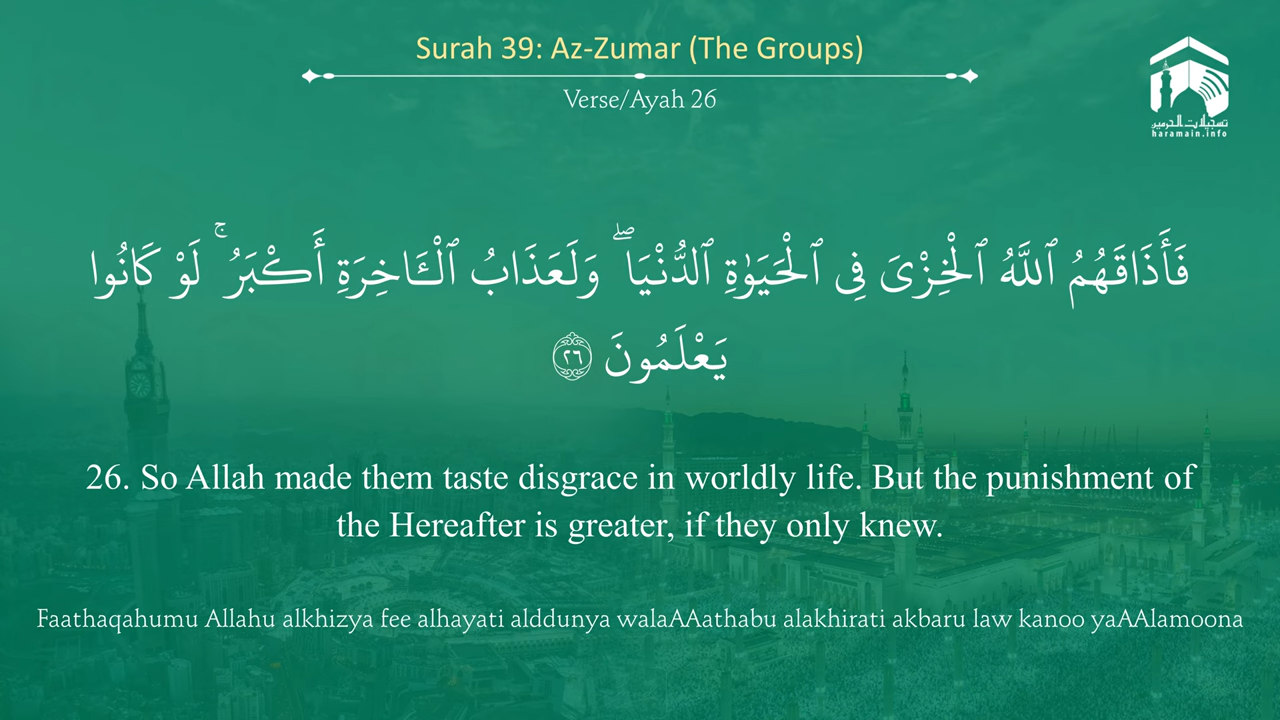 Surah 39: Az-Zumar (The Groups)
Verse/Ayah 26
تسجيلات الحرمين
haramain.info
فَأَذَاقَهُمُ ٱللَّهُ ٱلْخِزْىَ فِى ٱلْحَيَوٰةِ ٱلدُّنْيَا ۖ وَلَعَذَابُ ٱلْـَٔاخِرَةِ أَكْبَرُ ۚ لَوْ كَانُوا
يَعْلَمُونَ ٢٦
26. So Allah made them taste disgrace in worldly life. But the punishment of
the Hereafter is greater, if they only knew.
Faathaqahumu Allahu alkhizya fee alhayati alddunya walaAAathabu alakhirati akbaru law kanoo yaAAlamoona